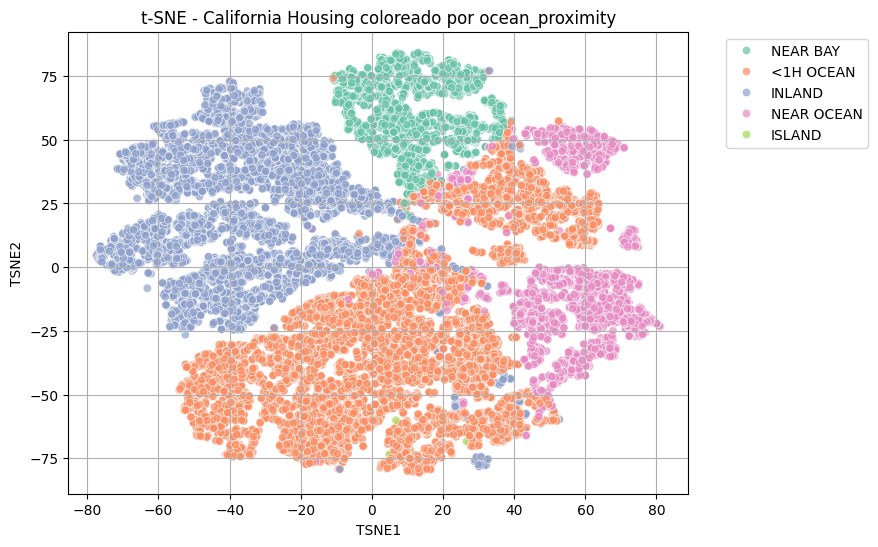 t-SNE - California Housing coloreado por ocean_proximity
NEAR BAY
<1H OCEAN
INLAND
NEAR OCEAN
ISLAND
TSNE2
75
50
25
0
−25
−50
−75
−80
−60
−40
−20
0
20
40
60
80
TSNE1